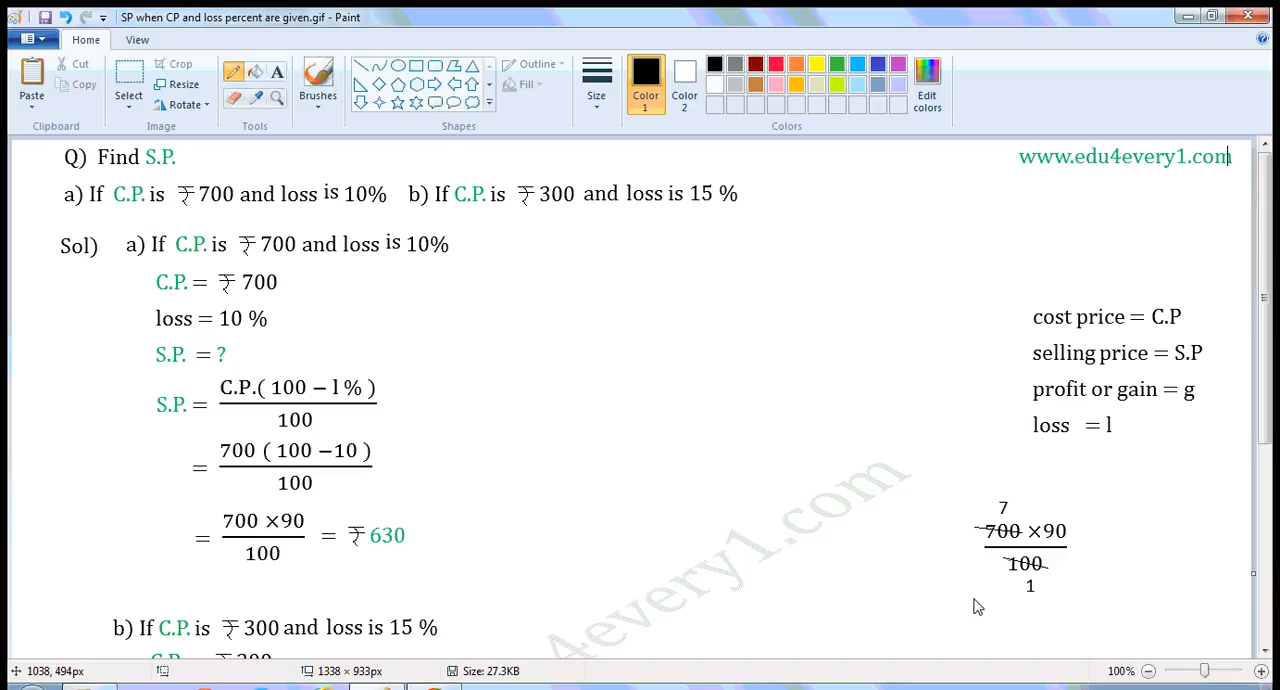 SP when CP and loss percent are given.gif - Paint
Home View
Paste Cut Copy Select Crop Resize Rotate Brushes Outline Fill Size Color 1 Color 2 Edit colors
Clipboard Image Tools Shapes Colors
Q) Find S.P.
www.edu4every1.com
a) If C.P. is ₹700 and loss is 10% b) If C.P. is ₹300 and loss is 15 %
Sol) a) If C.P. is ₹700 and loss is 10%
C.P. = ₹ 700
loss = 10 %
S.P. = ?
S.P. = C.P.( 100 – l % )
100
= 700 ( 100 –10 )
100
= 700 ×90
100
= ₹630
cost price = C.P
selling price = S.P
profit or gain = g
loss = l
7
700 ×90
100
1
4every1.com
b) If C.P. is ₹300 and loss is 15 %
C.P. = ₹300
1038, 494px 1338 × 933px Size: 27.3KB 100%